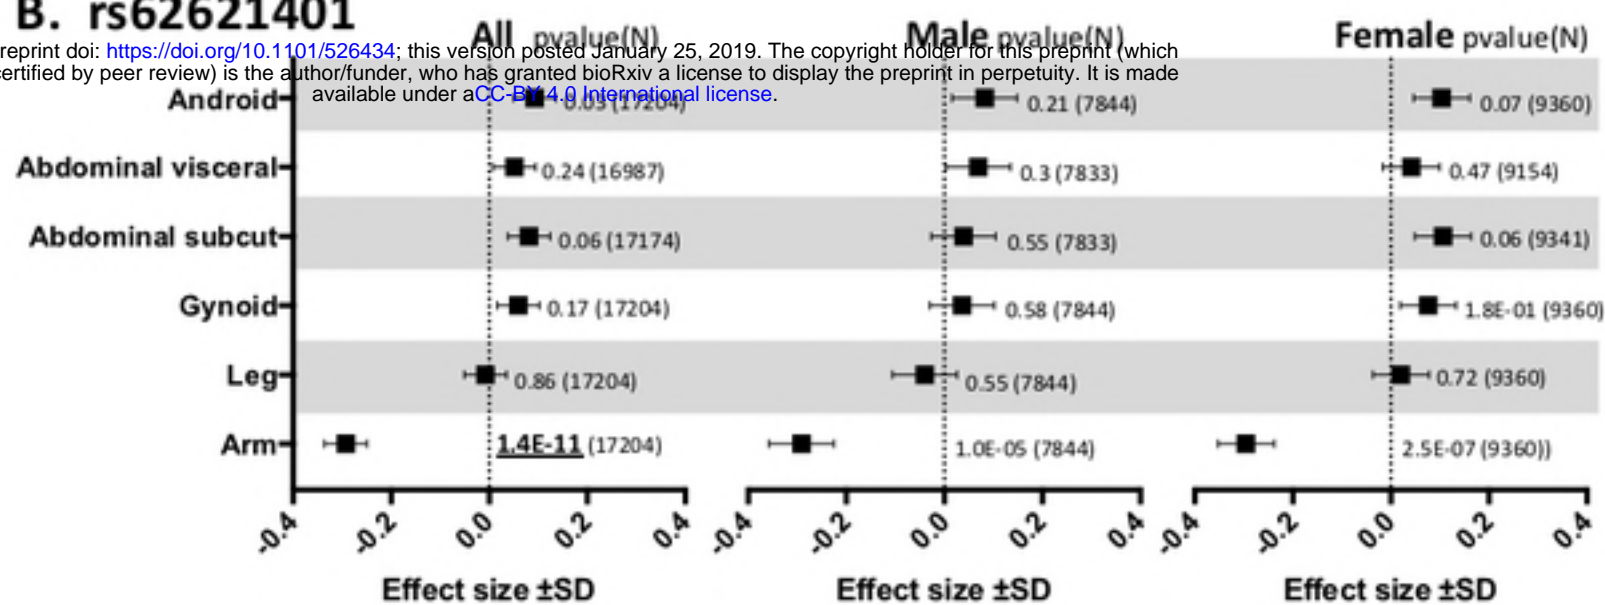 B. rs62621401
All pvalue(N) Male pvalue(N) Female pvalue(N)
reprint doi: https://doi.org/10.1101/526434; this version posted January 25, 2019. The copyright holder for this preprint (which
certified by peer review) is the author/funder, who has granted bioRxiv a license to display the preprint in perpetuity. It is made
available under aCC-BY 4.0 International license.
Android 0.03 (17204) 0.21 (7844) 0.07 (9360)
Abdominal visceral 0.24 (16987) 0.3 (7833) 0.47 (9154)
Abdominal subcut 0.06 (17174) 0.55 (7833) 0.06 (9341)
Gynoid 0.17 (17204) 0.58 (7844) 1.8E-01 (9360)
Leg 0.86 (17204) 0.55 (7844) 0.72 (9360)
Arm 1.4E-11 (17204) 1.0E-05 (7844) 2.5E-07 (9360))
-0.4 -0.2 0.0 0.2 0.4 -0.4 -0.2 0.0 0.2 0.4 -0.4 -0.2 0.0 0.2 0.4
Effect size ±SD Effect size ±SD Effect size ±SD